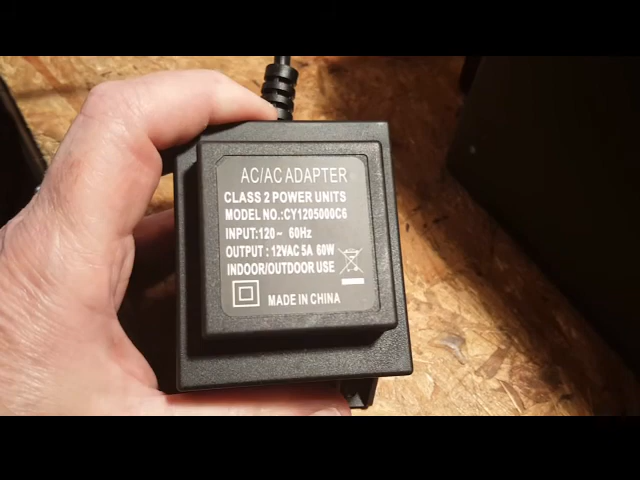 AC/AC ADAPTER
CLASS 2 POWER UNITS
MODEL NO.:CY1205000C6
INPUT:120~ 60Hz
OUTPUT : 12VAC 5A 60W
INDOOR/OUTDOOR USE
MADE IN CHINA